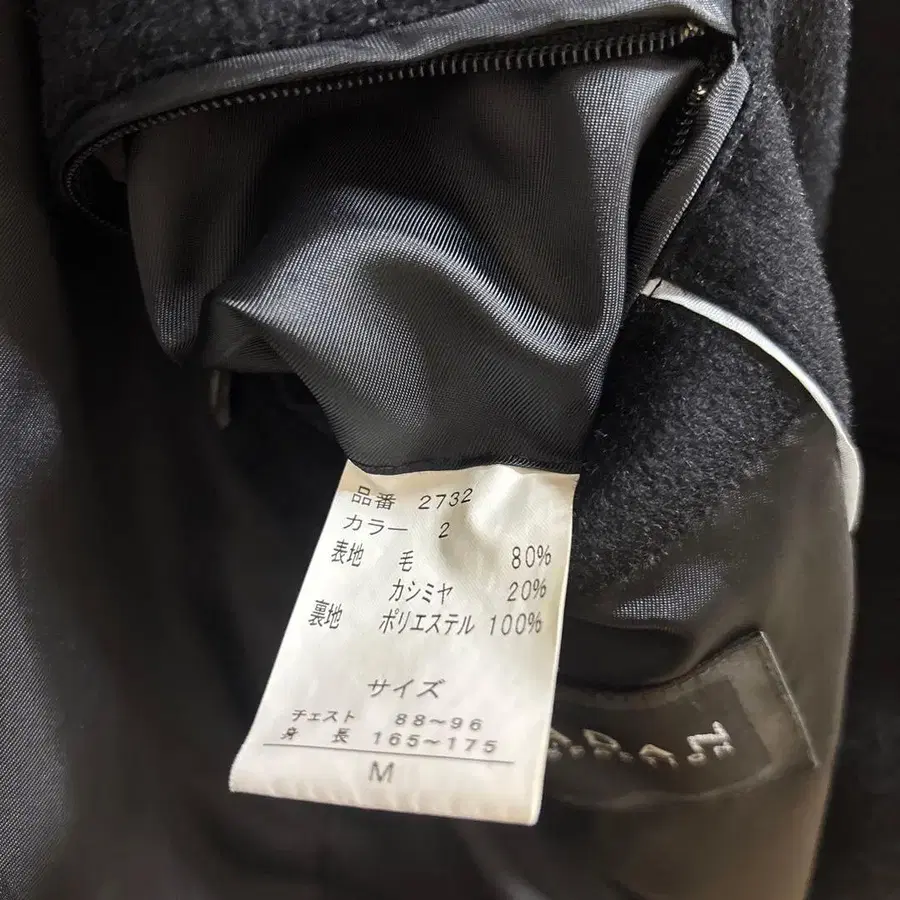 品番 2732
カラー 2
表地 毛 80%
カシミヤ 20%
裏地 ポリエステル 100%
サイズ
チェスト 88～96
身長 165～175
M